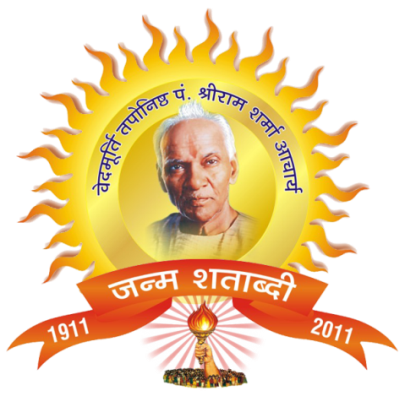 वेदमूर्ति तपोनिष्ठ पं. श्रीराम शर्मा आचार्य
जन्म शताब्दी
1911
2011